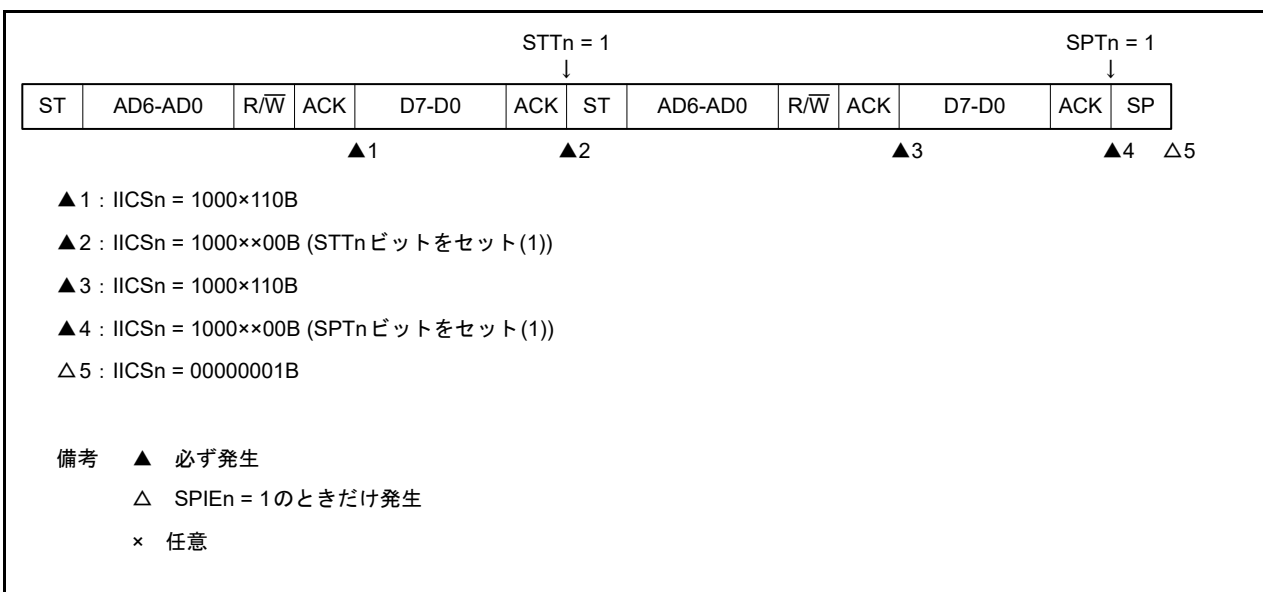 STTn = 1 SPTn = 1
↓ ↓
ST AD6-AD0 R/W̅ ACK D7-D0 ACK ST AD6-AD0 R/W̅ ACK D7-D0 ACK SP
▲1 ▲2 ▲3 ▲4 △5
▲1：IICSn = 1000×110B
▲2：IICSn = 1000××00B (STTnビットをセット(1))
▲3：IICSn = 1000×110B
▲4：IICSn = 1000××00B (SPTnビットをセット(1))
△5：IICSn = 00000001B
備考 ▲ 必ず発生
△ SPIEn = 1のときだけ発生
× 任意